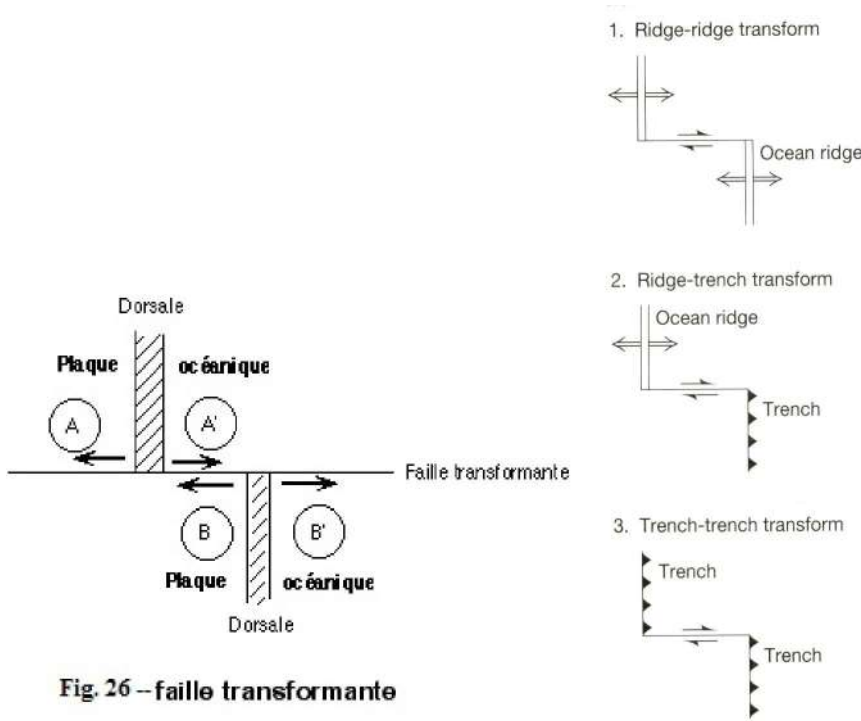 Dorsale
Plaque océanique
A A'
Faille transformante
B B'
Plaque océanique
Dorsale
Fig. 26 – faille transformante
1. Ridge-ridge transform
Ocean ridge
2. Ridge-trench transform
Ocean ridge
Trench
3. Trench-trench transform
Trench
Trench